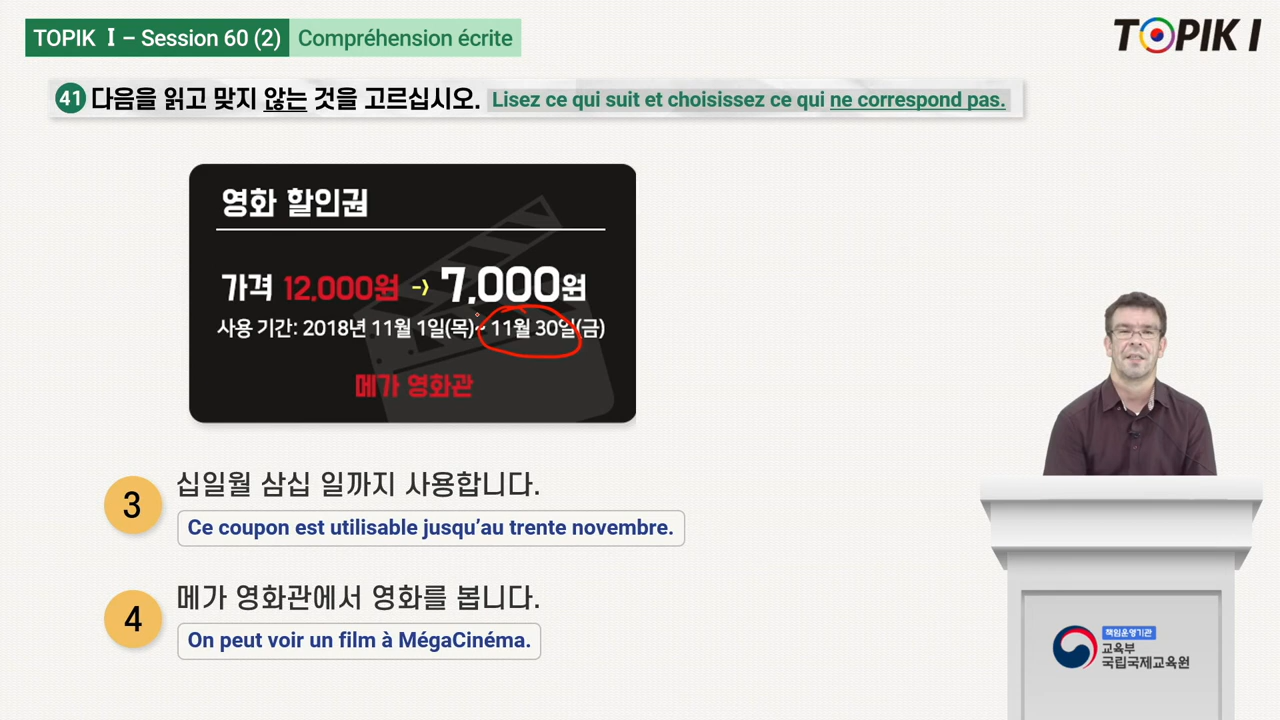 TOPIK Ⅰ – Session 60 (2) Compréhension écrite
TOPIK I
41 다음을 읽고 맞지 않는 것을 고르십시오. Lisez ce qui suit et choisissez ce qui ne correspond pas.
영화 할인권
가격 12,000원 -> 7,000원
사용 기간: 2018년 11월 1일(목)~ 11월 30일(금)
메가 영화관
3 십일월 삼십 일까지 사용합니다.
Ce coupon est utilisable jusqu’au trente novembre.
4 메가 영화관에서 영화를 봅니다.
On peut voir un film à MégaCinéma.
책임운영기관
교육부
국립국제교육원